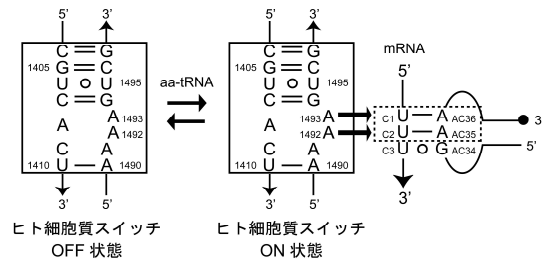 5' 3'
C G
1405 G C
U O U 1495
C G
A A 1493
A 1492
C A
1410 U A 1490
3' 5'
ヒト細胞質スイッチ
OFF 状態
aa-tRNA
5' 3'
C G
1405 G C
U O U 1495
C G
A 1493 A
1492 A
C A
1410 U A 1490
3' 5'
ヒト細胞質スイッチ
ON 状態
mRNA
5'
C1 U A AC36
C2 U A AC35
C3 U O G AC34
3'
3
5'